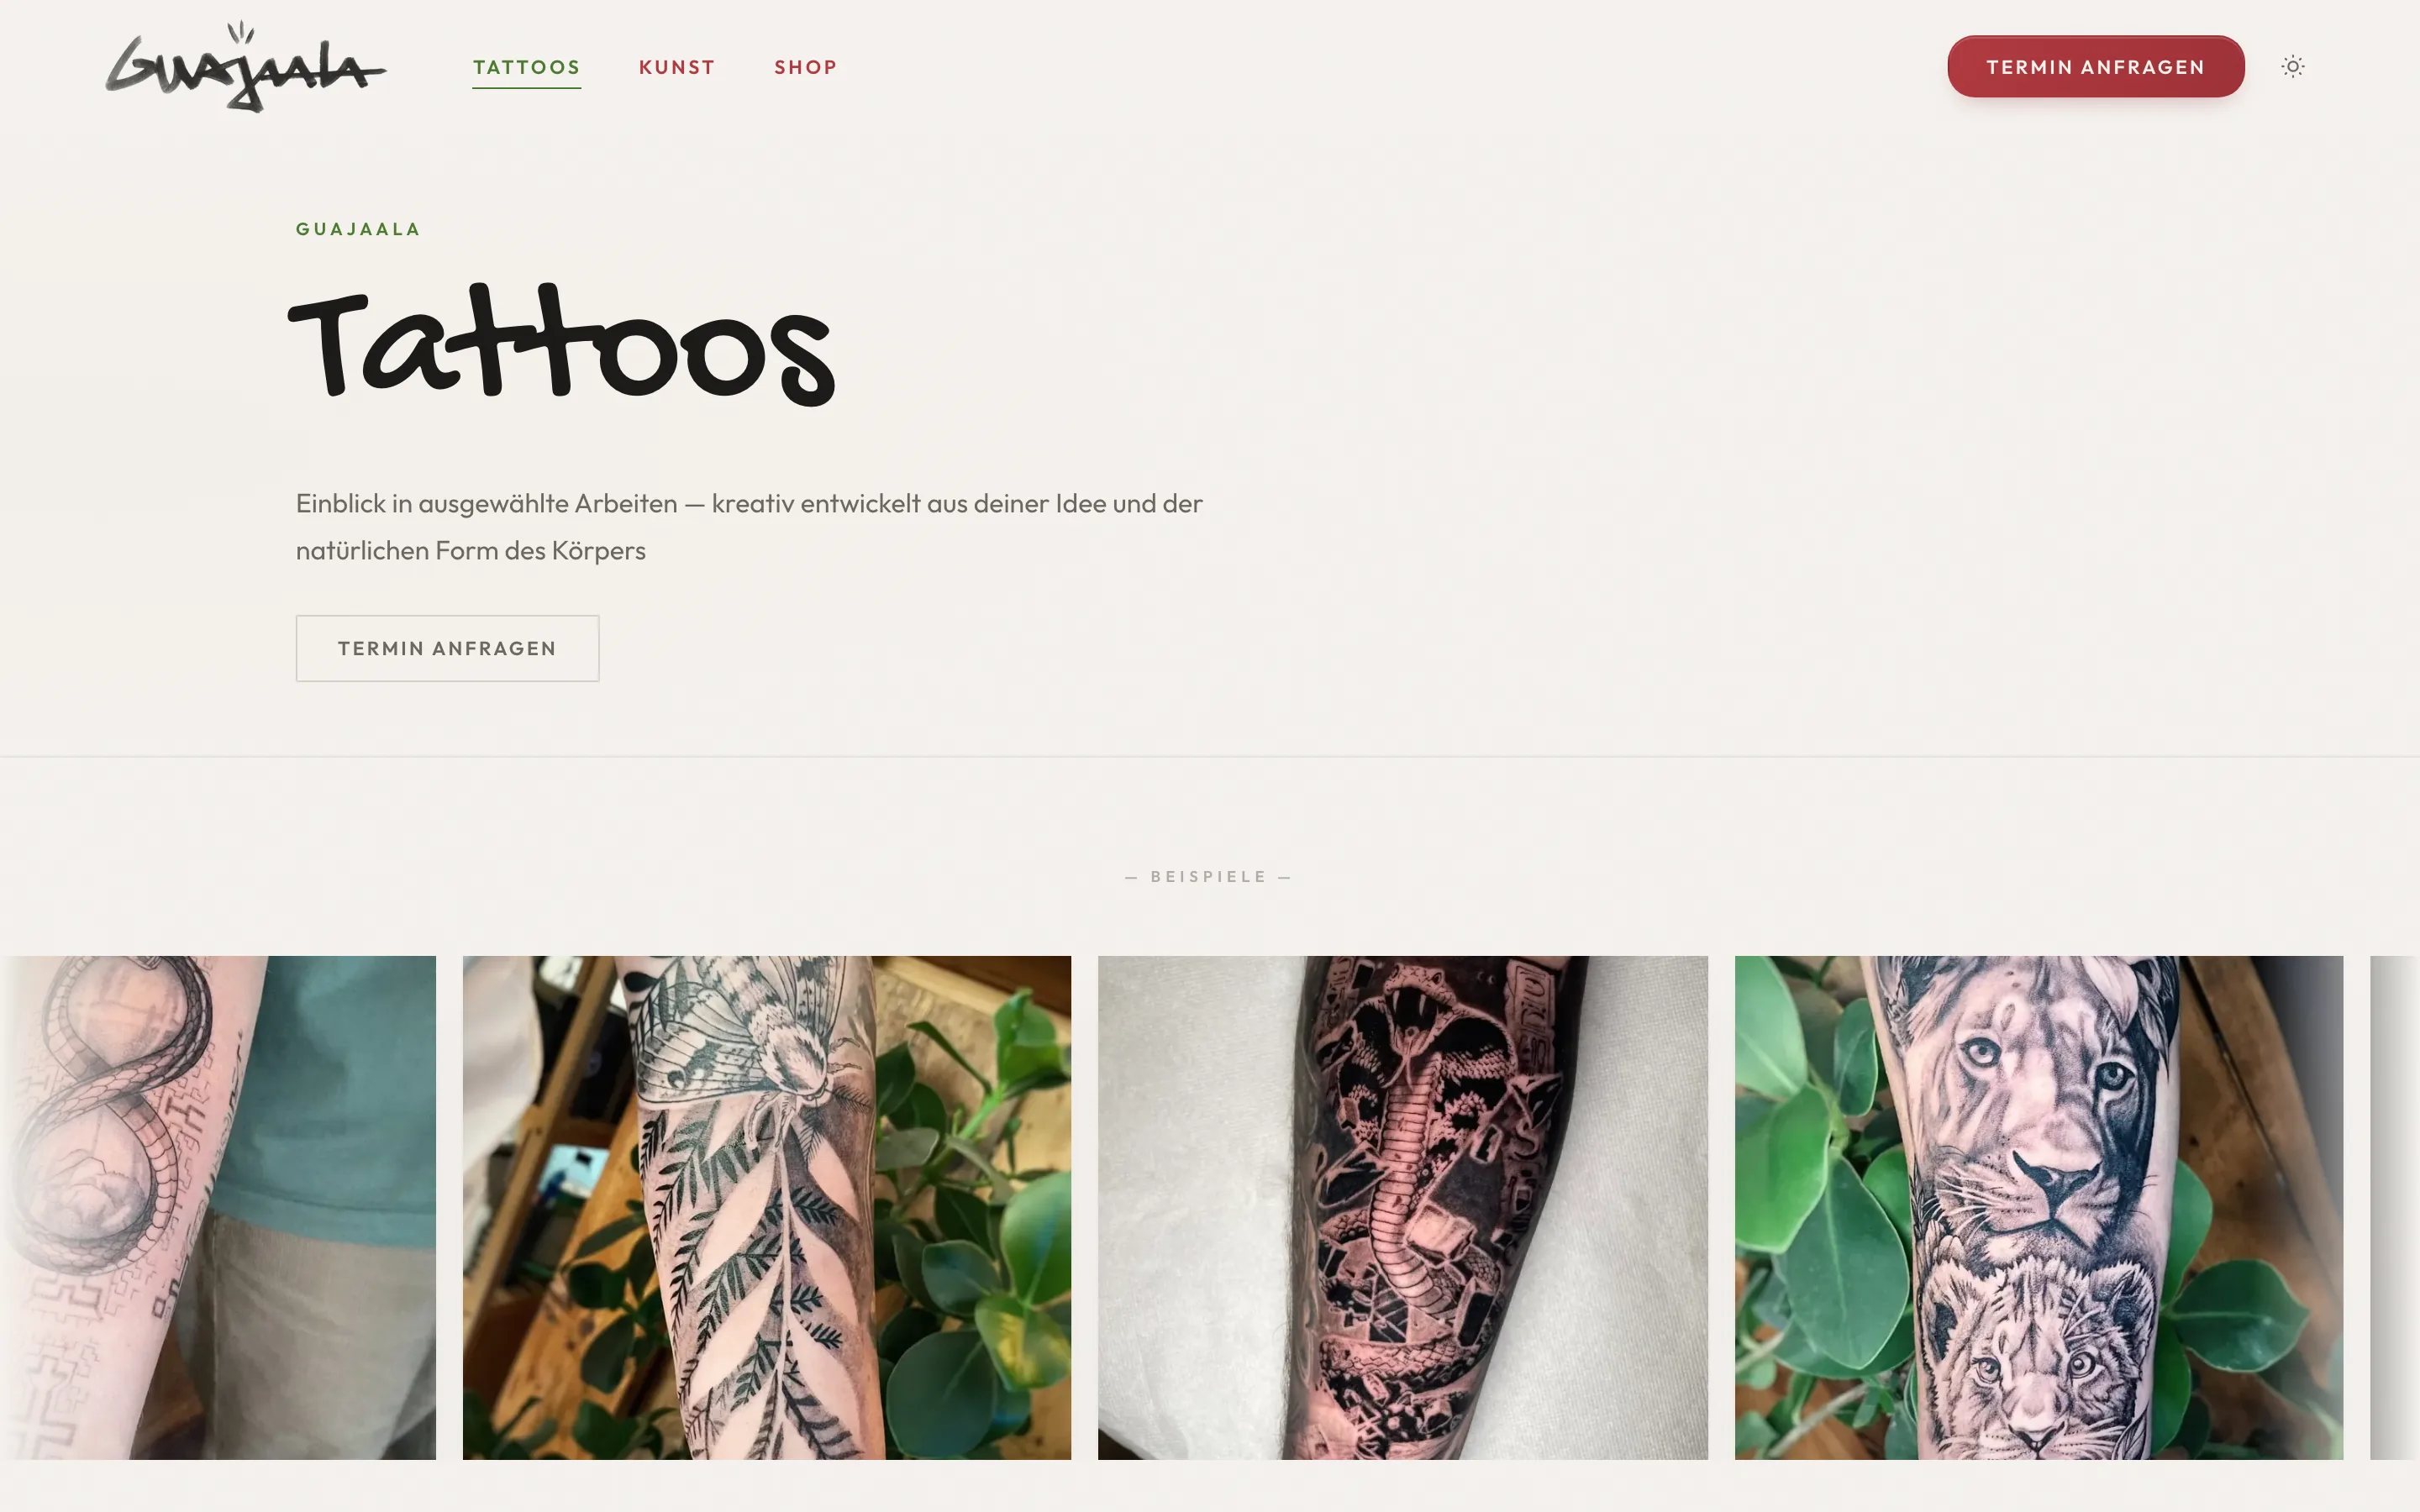 Guajaala
TATTOOS
KUNST
SHOP
TERMIN ANFRAGEN
GUAJAALA
Tattoos
Einblick in ausgewählte Arbeiten — kreativ entwickelt aus deiner Idee und der
natürlichen Form des Körpers
TERMIN ANFRAGEN
— BEISPIELE —